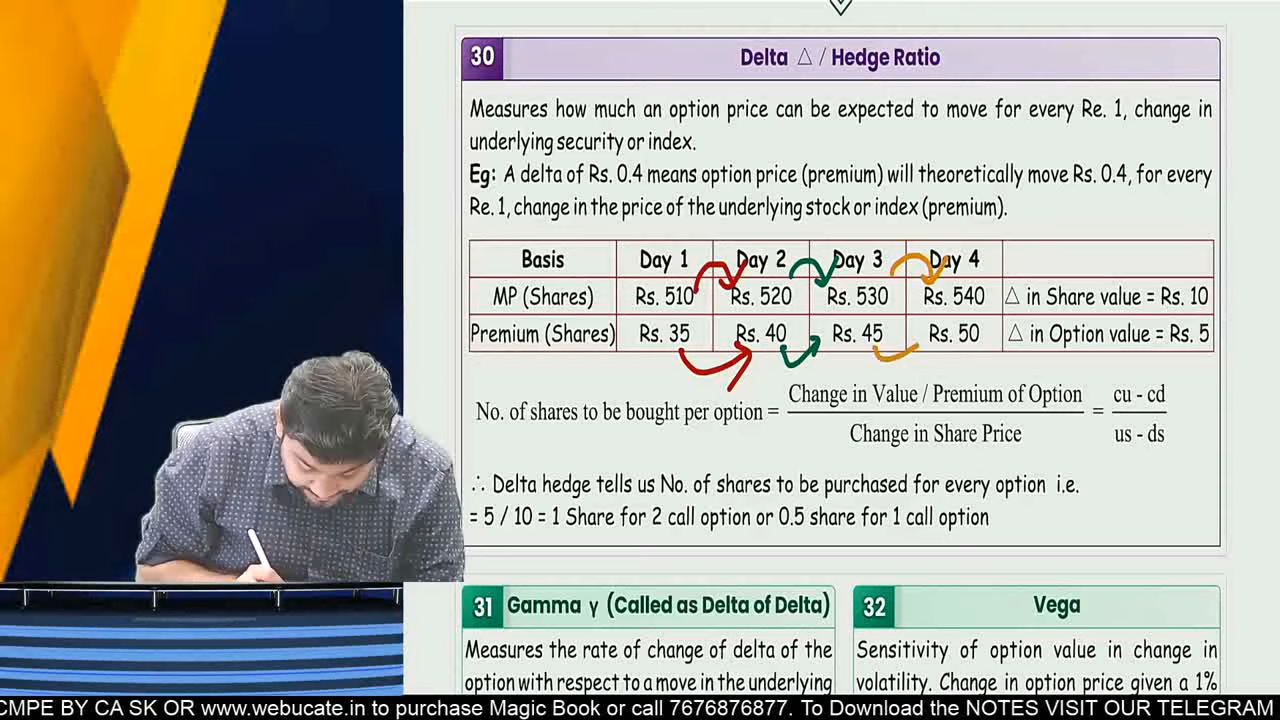 30 Delta △ / Hedge Ratio
Measures how much an option price can be expected to move for every Re. 1, change in
underlying security or index.
Eg: A delta of Rs. 0.4 means option price (premium) will theoretically move Rs. 0.4, for every
Re. 1, change in the price of the underlying stock or index (premium).
Basis Day 1 Day 2 Day 3 Day 4
MP (Shares) Rs. 510 Rs. 520 Rs. 530 Rs. 540 △ in Share value = Rs. 10
Premium (Shares) Rs. 35 Rs. 40 Rs. 45 Rs. 50 △ in Option value = Rs. 5
No. of shares to be bought per option = Change in Value / Premium of Option = cu - cd
Change in Share Price us - ds
∴ Delta hedge tells us No. of shares to be purchased for every option i.e.
= 5 / 10 = 1 Share for 2 call option or 0.5 share for 1 call option
31 Gamma γ (Called as Delta of Delta)
Measures the rate of change of delta of the
option with respect to a move in the underlying
32 Vega
Sensitivity of option value in change in
volatility. Change in option price given a 1%
CMPE BY CA SK OR www.webucate.in to purchase Magic Book or call 7676876877. To Download the NOTES VISIT OUR TELEGRAM